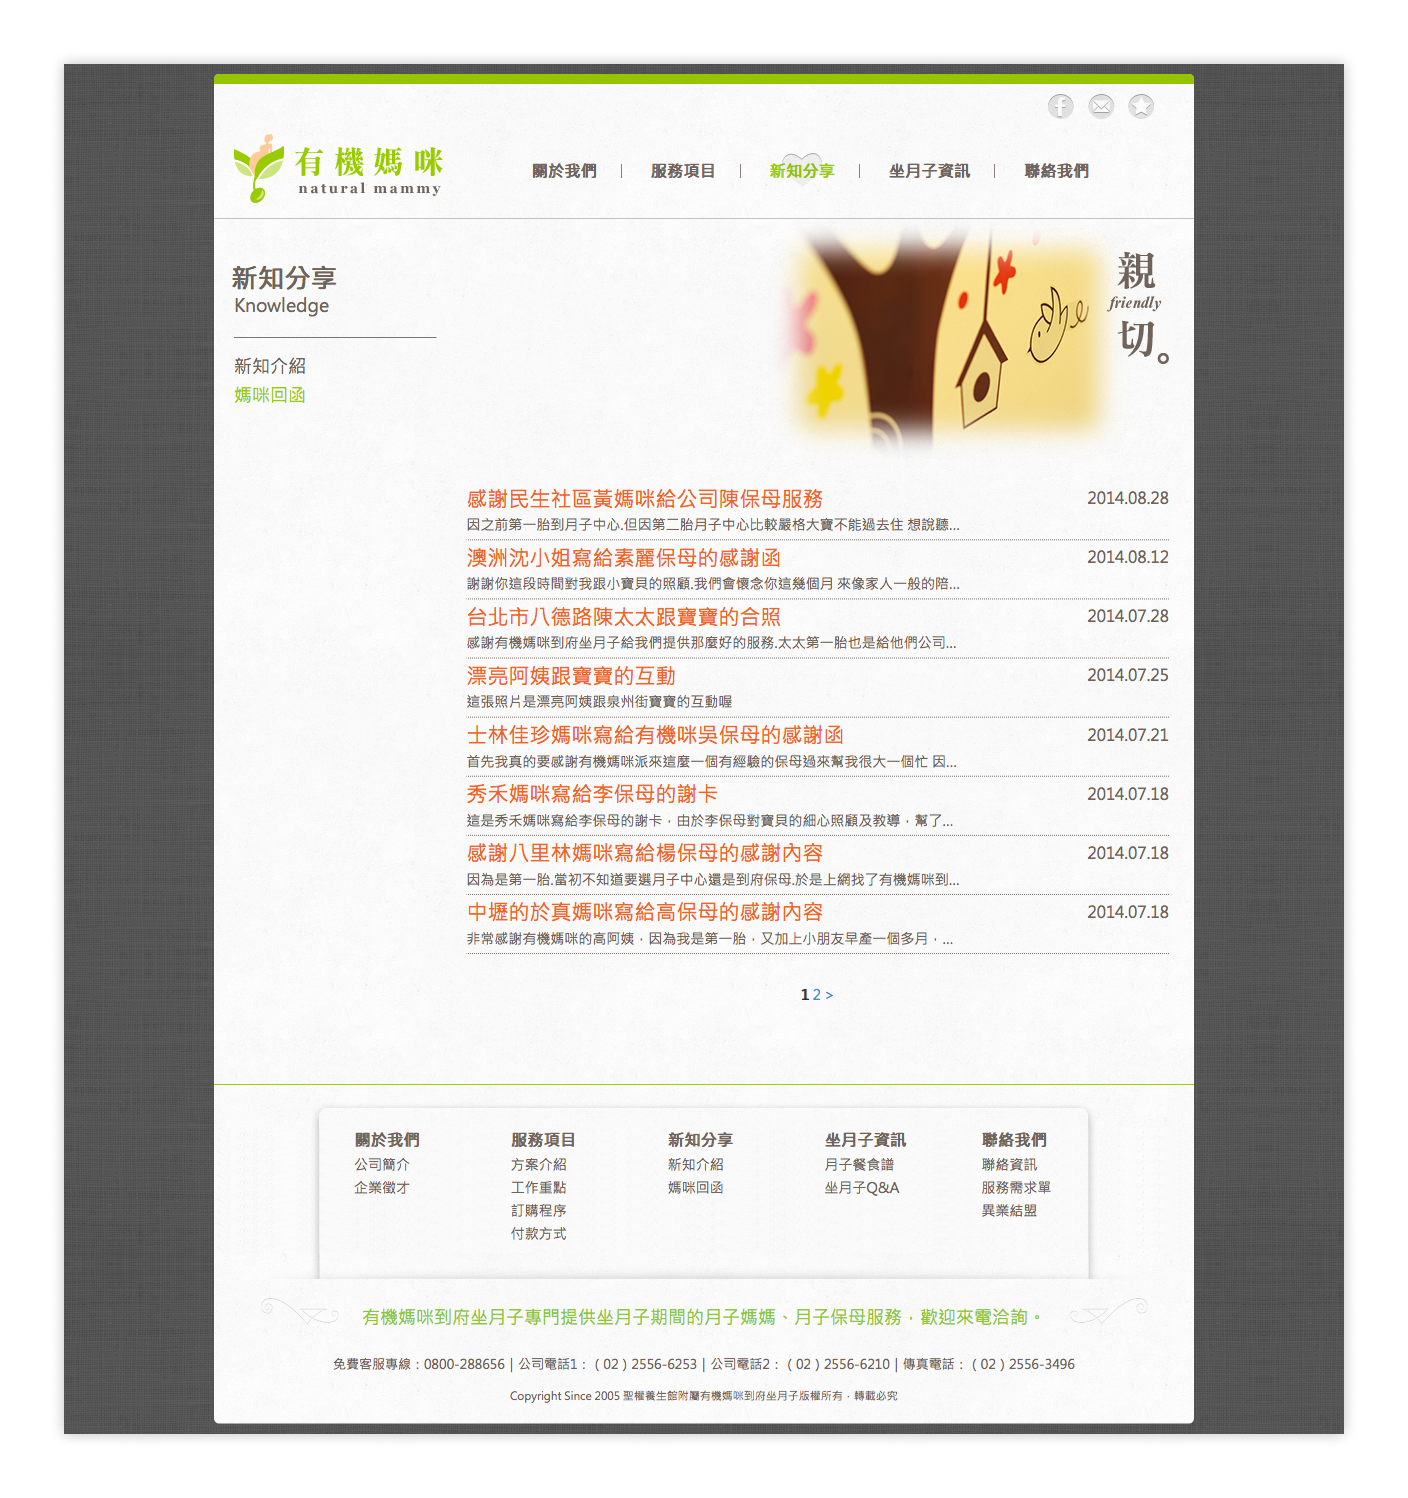 有機媽咪
natural mammy
關於我們
服務項目
新知分享
坐月子資訊
聯絡我們
新知分享
Knowledge
新知介紹
媽咪回函
親
friendly
切。
感謝民生社區黃媽咪給公司陳保母服務
2014.08.28
因之前第一胎到月子中心.但因第二胎月子中心比較嚴格大寶不能過去住 想說聽...
澳洲沈小姐寫給素麗保母的感謝函
2014.08.12
謝謝你這段時間對我跟小寶貝的照顧.我們會懷念你這幾個月 來像家人一般的陪...
台北市八德路陳太太跟寶寶的合照
2014.07.28
感謝有機媽咪到府坐月子給我們提供那麼好的服務.太太第一胎也是給他們公司...
漂亮阿姨跟寶寶的互動
2014.07.25
這張照片是漂亮阿姨跟泉州街寶寶的互動喔
士林佳珍媽咪寫給有機咪吳保母的感謝函
2014.07.21
首先我真的要感謝有機媽咪派來這麼一個有經驗的保母過來幫我很大一個忙 因...
秀禾媽咪寫給李保母的謝卡
2014.07.18
這是秀禾媽咪寫給李保母的謝卡，由於李保母對寶貝的細心照顧及教導，幫了...
感謝八里林媽咪寫給楊保母的感謝內容
2014.07.18
因為是第一胎.當初不知道要選月子中心還是到府保母.於是上網找了有機媽咪到...
中壢的於真媽咪寫給高保母的感謝內容
2014.07.18
非常感謝有機媽咪的高阿姨，因為我是第一胎，又加上小朋友早產一個多月，...
1 2 >
關於我們
公司簡介
企業徵才
服務項目
方案介紹
工作重點
訂購程序
付款方式
新知分享
新知介紹
媽咪回函
坐月子資訊
月子餐食譜
坐月子Q&A
聯絡我們
聯絡資訊
服務需求單
異業結盟
有機媽咪到府坐月子專門提供坐月子期間的月子媽媽、月子保母服務，歡迎來電洽詢。
免費客服專線：0800-288656 | 公司電話1：（02）2556-6253 | 公司電話2：（02）2556-6210 | 傳真電話：（02）2556-3496
Copyright Since 2005 聖權養生館附屬有機媽咪到府坐月子版權所有，轉載必究